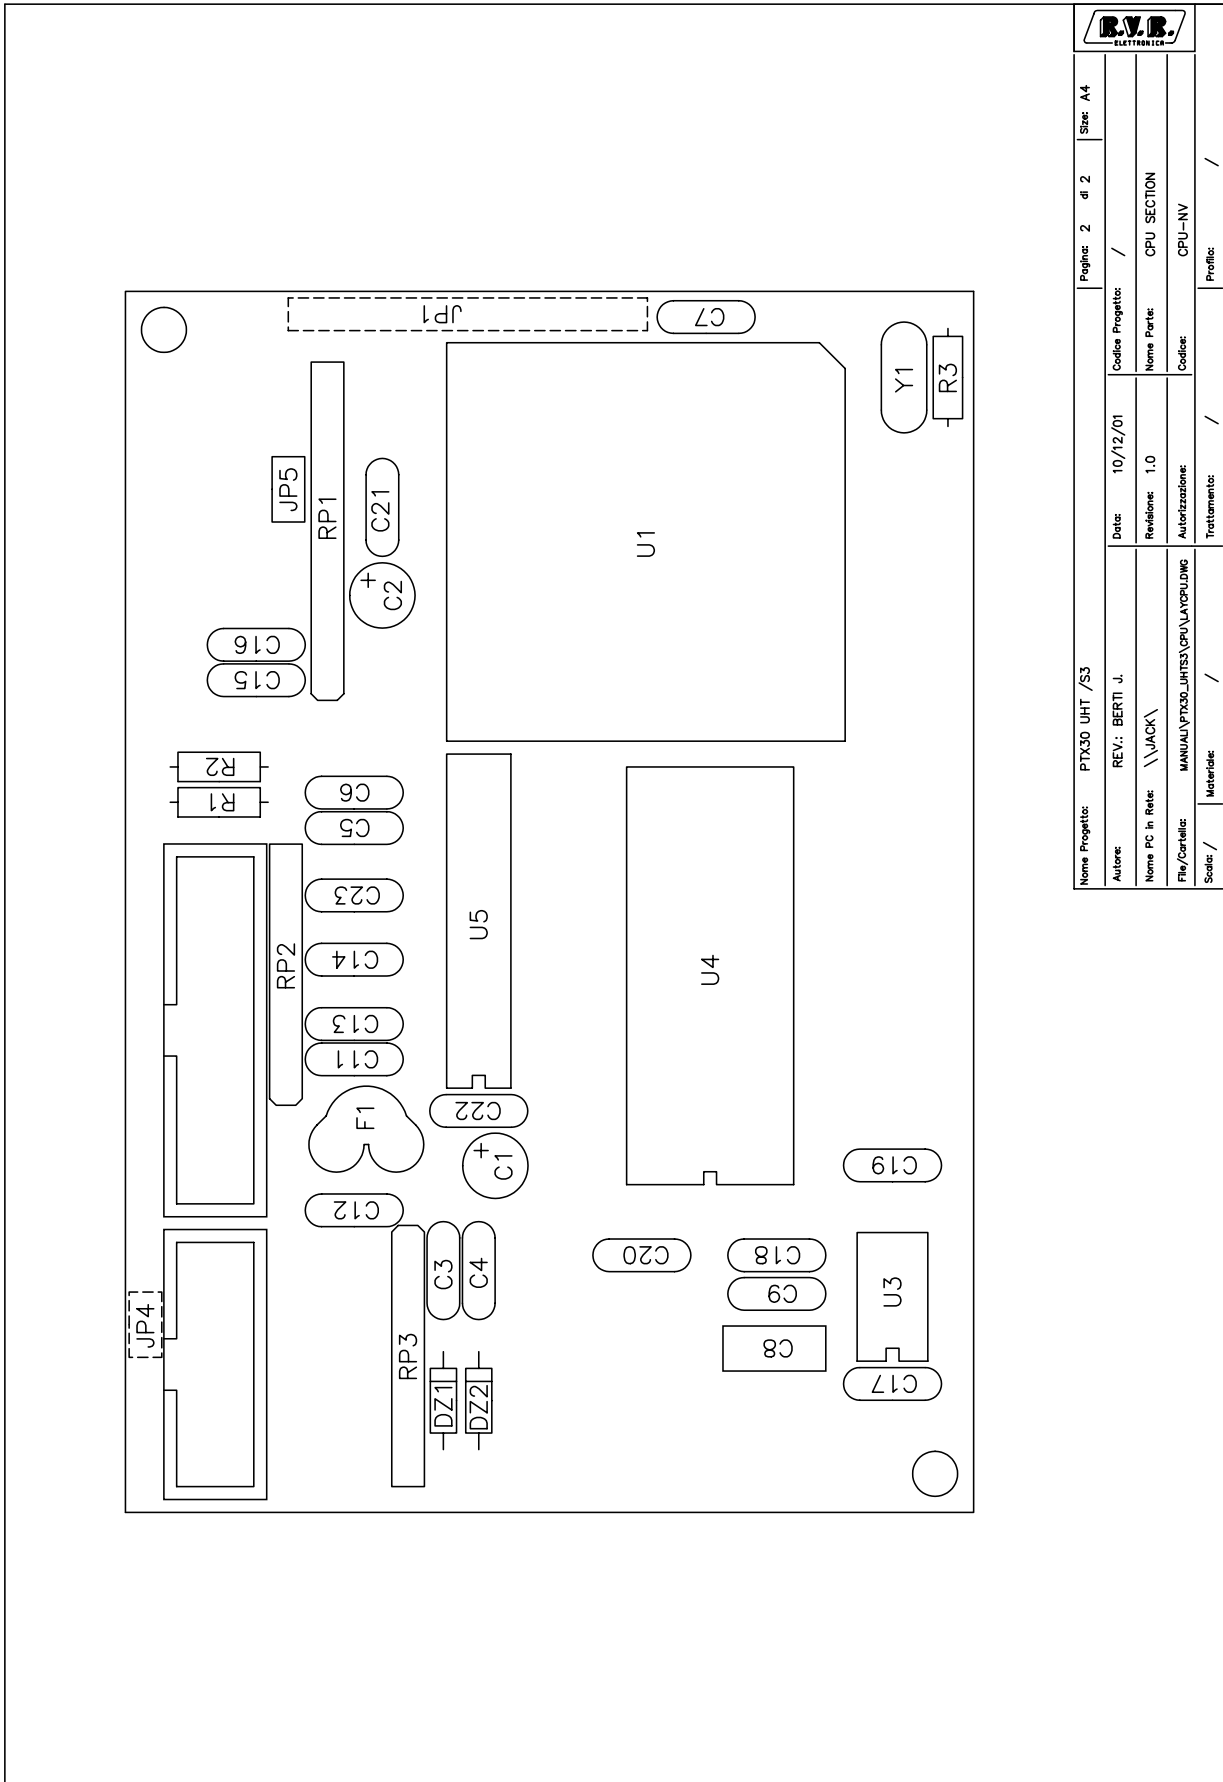 R.V.R.
ELETTRONICA
Nome Progetto: PTX30 UHT /S3
Pagina: 2 di 2
Size: A4
Autore: REV.: BERTI J.
Data: 10/12/01
Codice Progetto: /
Nome PC in Rete: \\JACK\
Revisione: 1.0
Nome Parte: CPU SECTION
File/Cartella: MANUALI\PTX30_UHTS3\CPU\LAYCPU.DWG
Autorizzazione:
Codice: CPU-NV
Scala: /
Materiale: /
Trattamento: /
Profilo: /
JP1
C7
Y1
R3
JP5
RP1
C21
+
C2
U1
C16
C15
R2
R1
C6
C5
C23
C14
C13
C11
RP2
U5
U4
F1
C22
+
C1
C19
C12
JP4
RP3
C3
C4
C20
C18
C9
C8
U3
C17
DZ1
DZ2